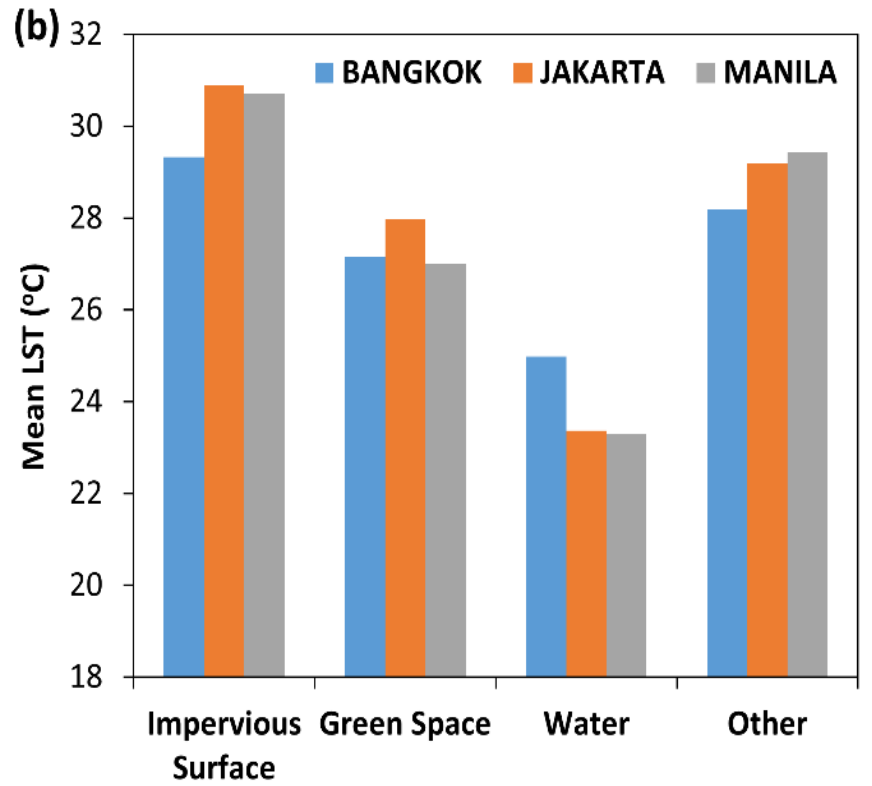 (b)
BANGKOK JAKARTA MANILA
Mean LST (°C)
32
30
28
26
24
22
20
18
Impervious Surface
Green Space
Water
Other